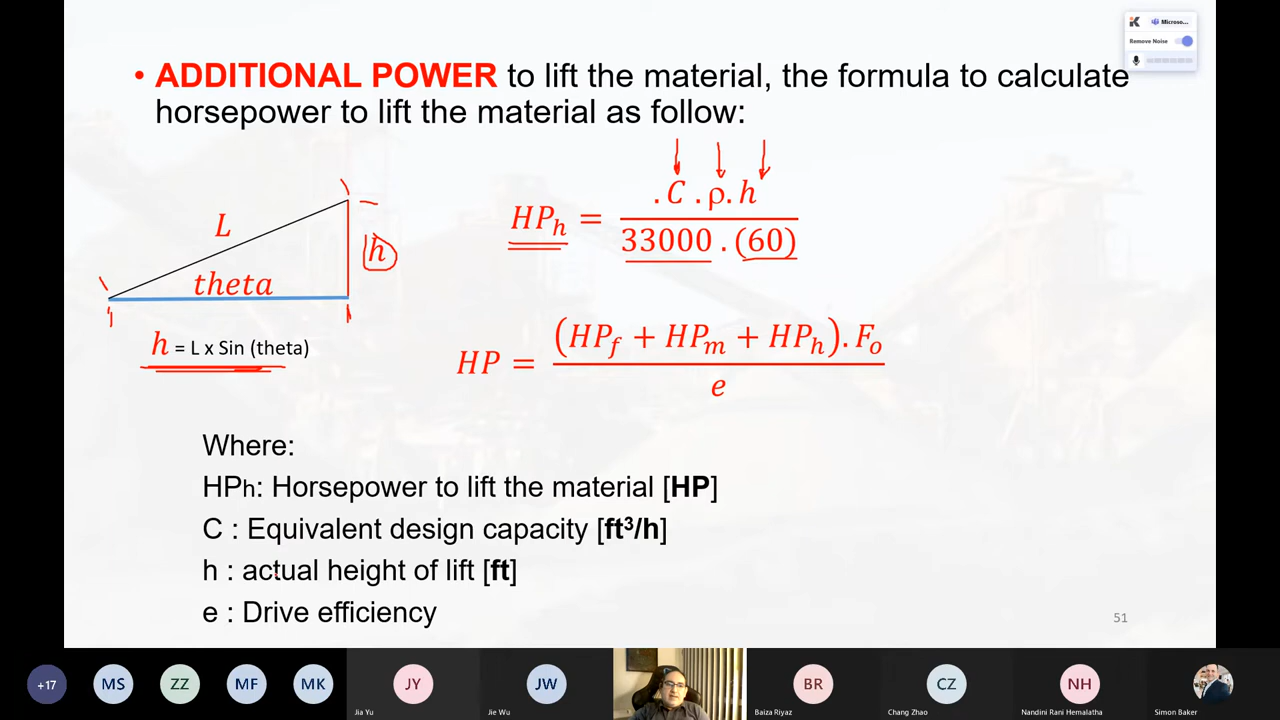 Microso...
Remove Noise
• ADDITIONAL POWER to lift the material, the formula to calculate
horsepower to lift the material as follow:
L
h
theta
h = L x Sin (theta)
HPh = .C .ρ. h / 33000 . (60)
HP = (HPf + HPm + HPh). Fo / e
Where:
HPh: Horsepower to lift the material [HP]
C : Equivalent design capacity [ft³/h]
h : actual height of lift [ft]
e : Drive efficiency
51
+17
MS
ZZ
MF
MK
JY
Jia Yu
JW
Jie Wu
BR
Baiza Riyaz
CZ
Chang Zhao
NH
Nandini Rani Hemalatha
Simon Baker